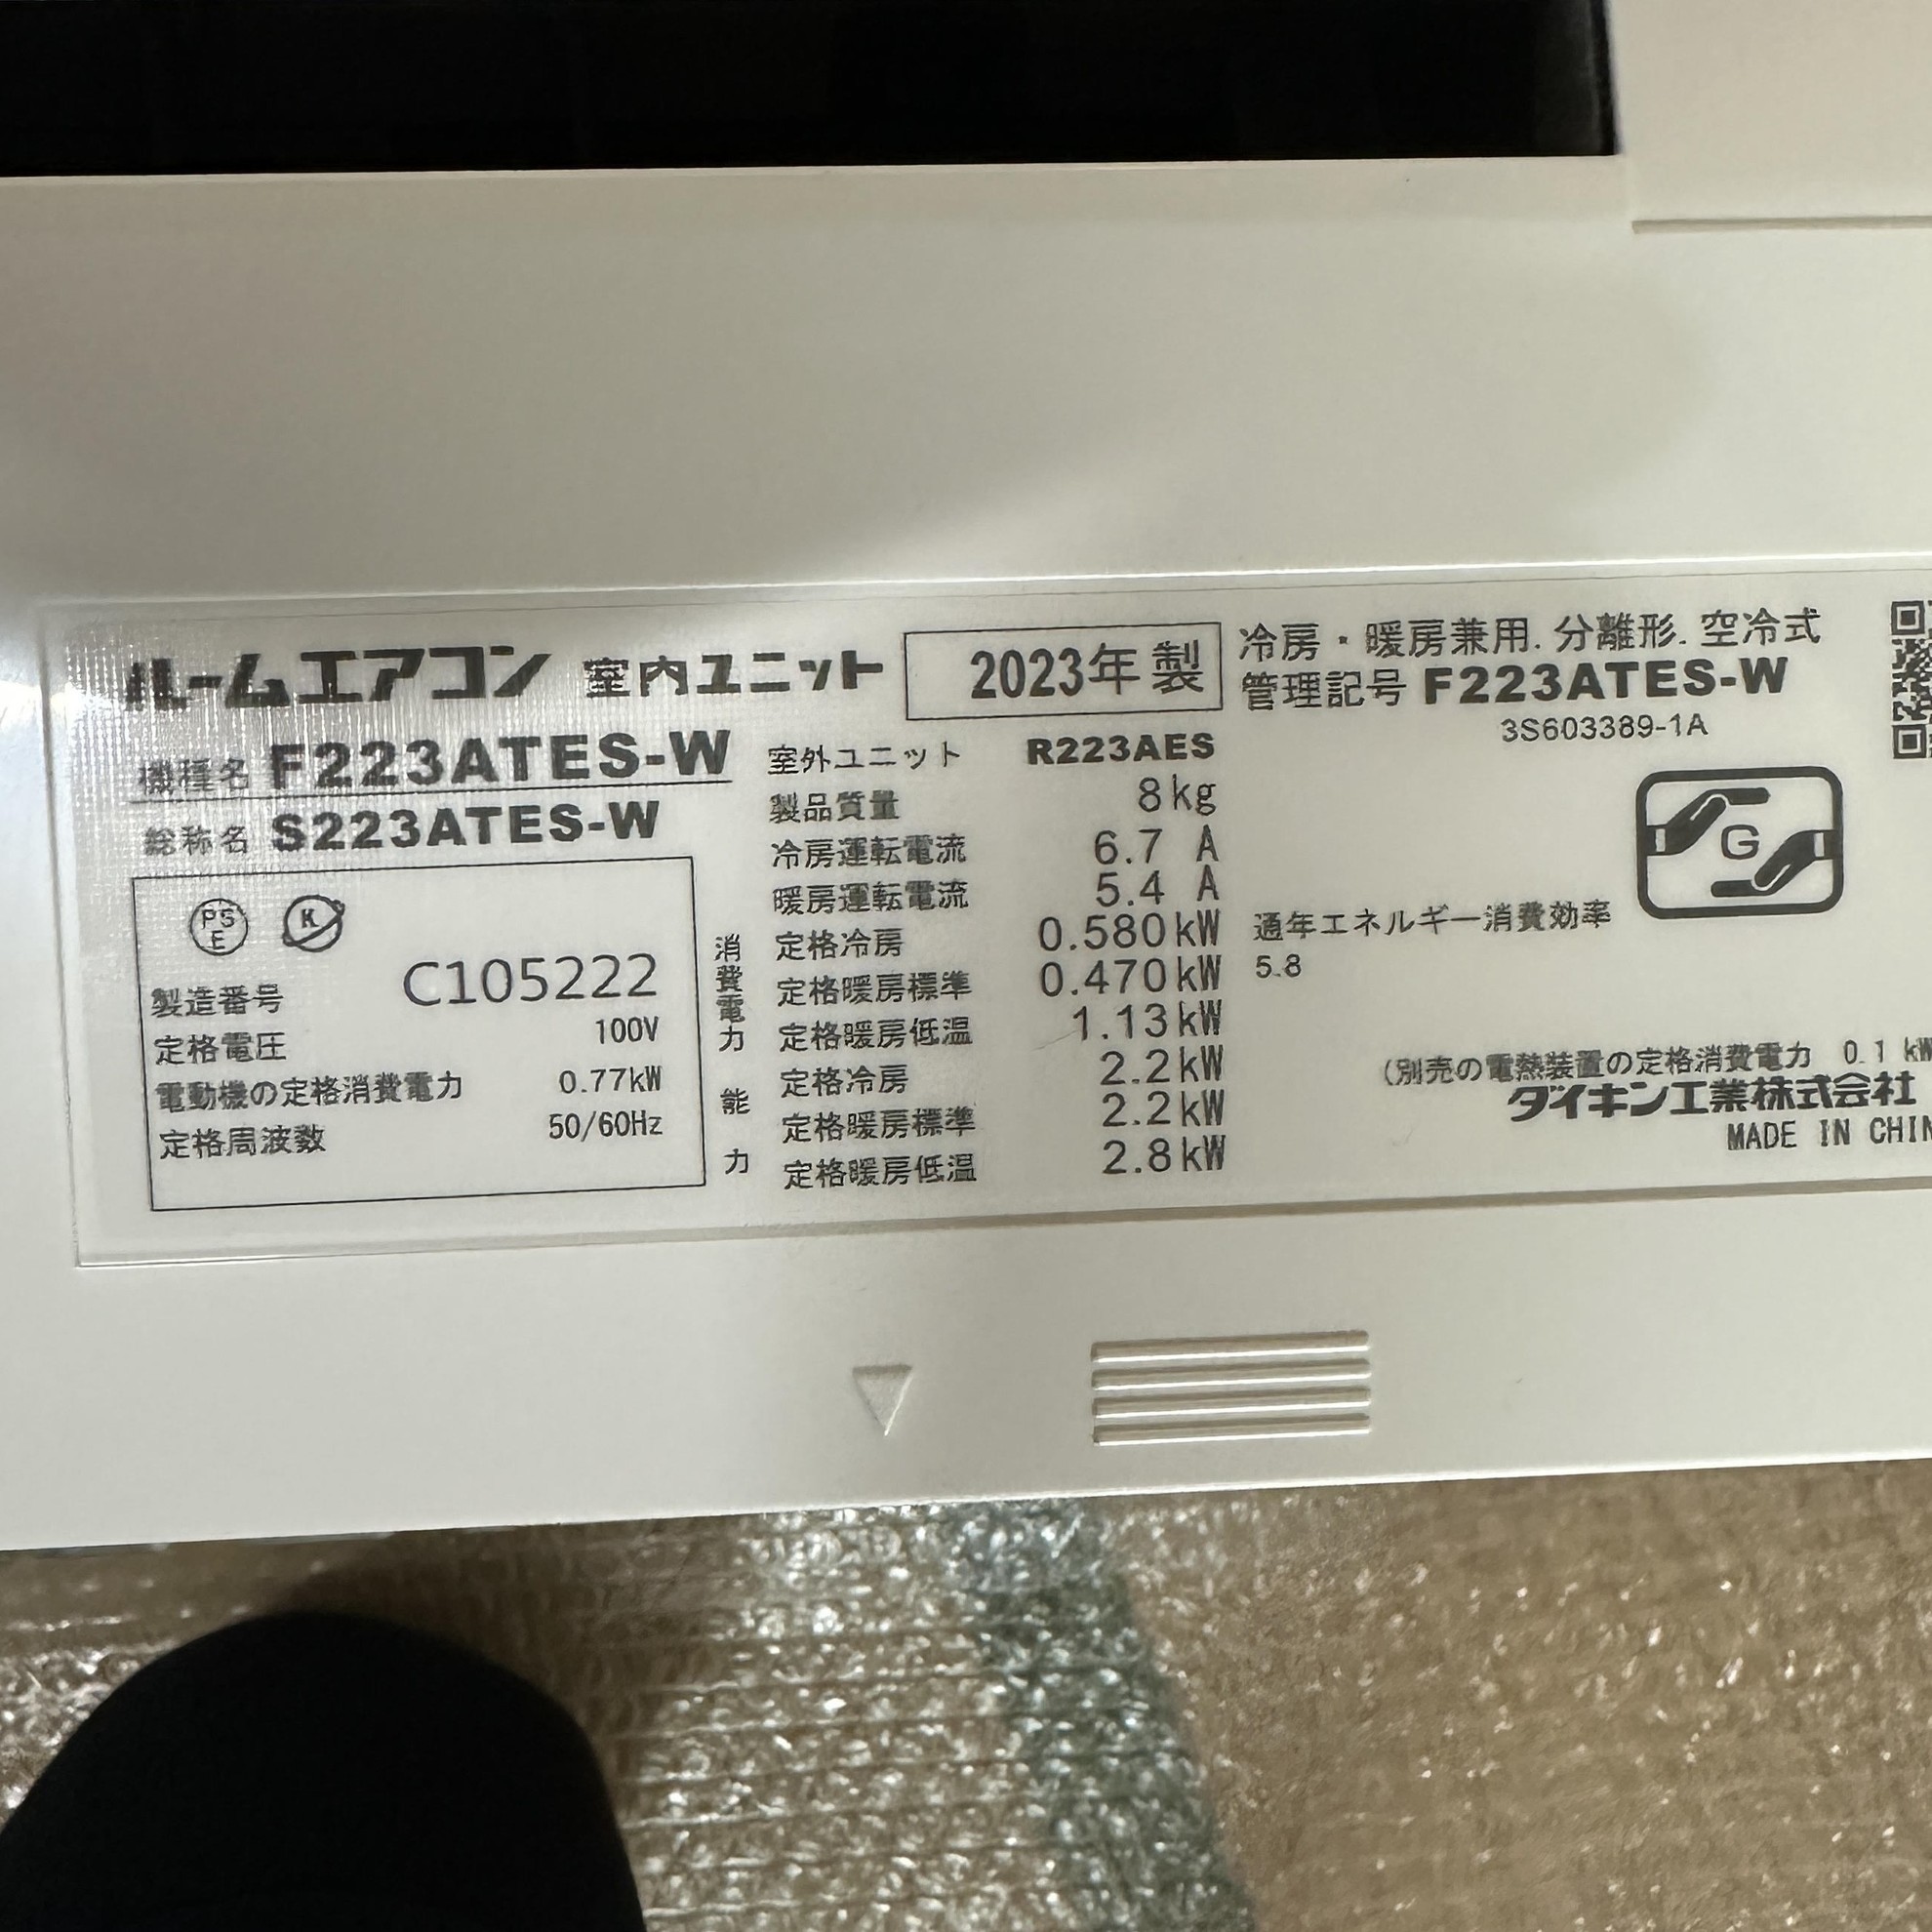 ルームエアコン 室内ユニット 2023年 製
機種名 F223ATES-W
総称名 S223ATES-W
PS
E
K
製造番号 C105222
定格電圧 100V
電動機の定格消費電力 0.77kW
定格周波数 50/60Hz
室外ユニット R223AES
製品質量 8kg
冷房運転電流 6.7 A
暖房運転電流 5.4 A
消費電力
定格冷房 0.580kW
定格暖房標準 0.470kW
定格暖房低温 1.13kW
能力
定格冷房 2.2kW
定格暖房標準 2.2kW
定格暖房低温 2.8kW
冷房・暖房兼用.分離形.空冷式
管理記号 F223ATES-W
3S603389-1A
G
通年エネルギー消費効率
5.8
(別売の電熱装置の定格消費電力 0.1 kW
ダイキン工業株式会社
MADE IN CHIN